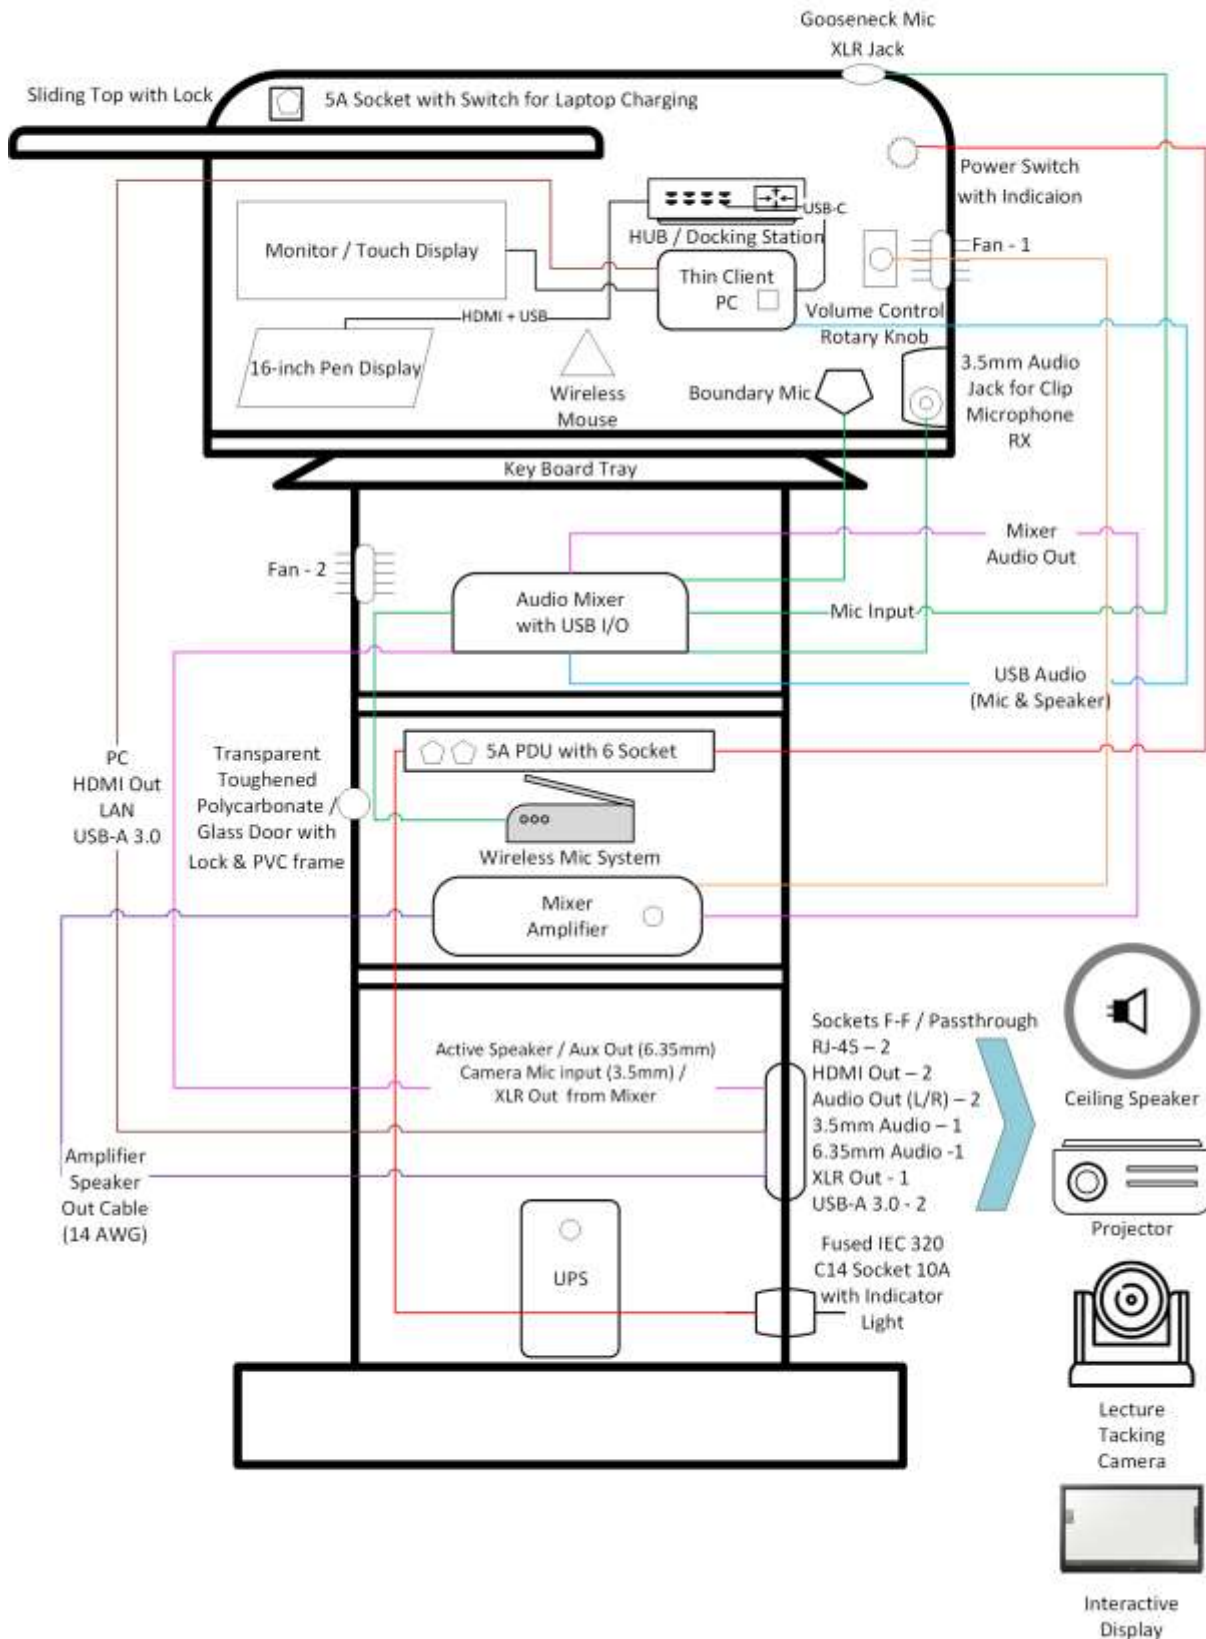 Gooseneck Mic
XLR Jack
Sliding Top with Lock
5A Socket with Switch for Laptop Charging
Power Switch
with Indicaion
USB-C
HUB / Docking Station
Fan - 1
Monitor / Touch Display
Thin Client
PC
HDMI + USB
Volume Control
Rotary Knob
16-inch Pen Display
Wireless
Mouse
Boundary Mic
3.5mm Audio
Jack for Clip
Microphone
RX
Key Board Tray
Mixer
Audio Out
Fan - 2
Audio Mixer
with USB I/O
Mic Input
USB Audio
(Mic & Speaker)
PC
HDMI Out
LAN
USB-A 3.0
Transparent
Toughened
Polycarbonate /
Glass Door with
Lock & PVC frame
5A PDU with 6 Socket
Wireless Mic System
Mixer
Amplifier
Active Speaker / Aux Out (6.35mm)
Camera Mic input (3.5mm) /
XLR Out from Mixer
Sockets F-F / Passthrough
RJ-45 – 2
HDMI Out – 2
Audio Out (L/R) – 2
3.5mm Audio – 1
6.35mm Audio -1
XLR Out - 1
USB-A 3.0 - 2
Ceiling Speaker
Amplifier
Speaker
Out Cable
(14 AWG)
Projector
UPS
Fused IEC 320
C14 Socket 10A
with Indicator
Light
Lecture
Tacking
Camera
Interactive
Display